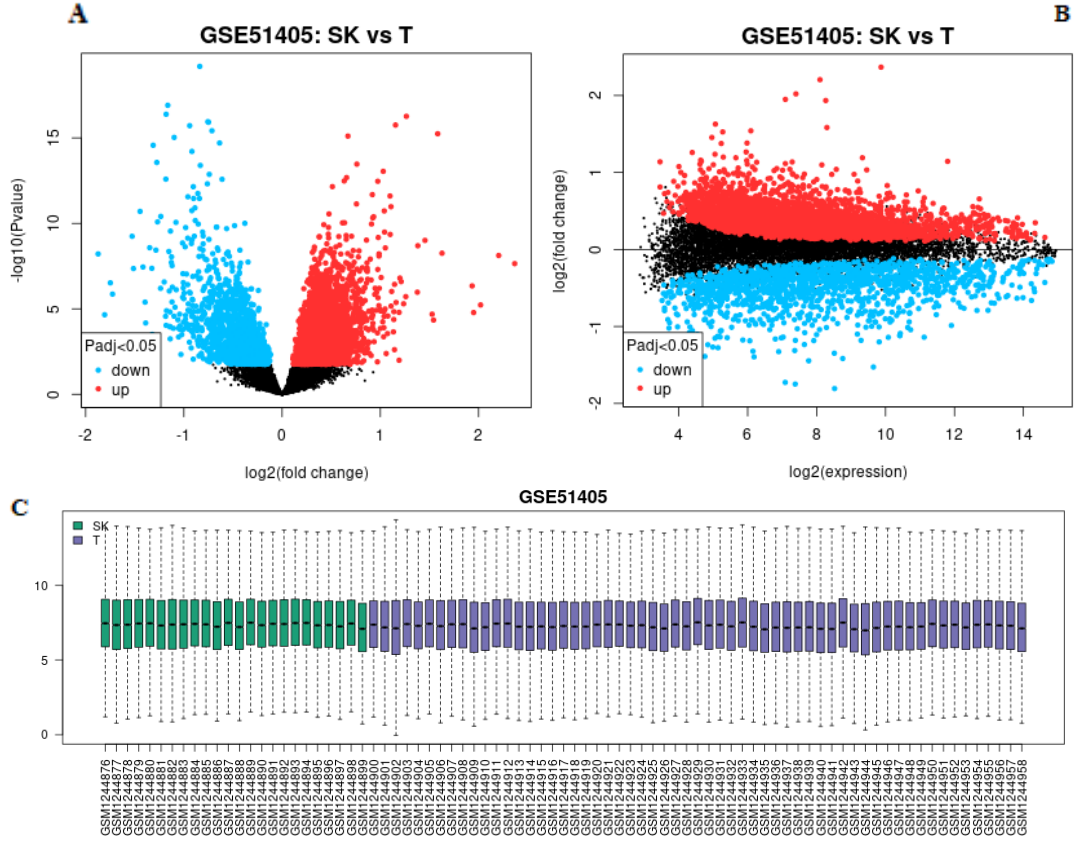 A
B
GSE51405: SK vs T
-log10(Pvalue)
15
10
5
0
Padj<0.05
down
up
-2
-1
0
1
2
log2(fold change)
GSE51405: SK vs T
log2(fold change)
2
1
0
-1
-2
Padj<0.05
down
up
4
6
8
10
12
14
log2(expression)
C
GSE51405
SK
T
10
5
0
GSM1244876
GSM1244877
GSM1244878
GSM1244879
GSM1244880
GSM1244881
GSM1244882
GSM1244883
GSM1244884
GSM1244885
GSM1244886
GSM1244887
GSM1244888
GSM1244889
GSM1244890
GSM1244891
GSM1244892
GSM1244893
GSM1244894
GSM1244895
GSM1244896
GSM1244897
GSM1244898
GSM1244899
GSM1244900
GSM1244901
GSM1244902
GSM1244903
GSM1244904
GSM1244905
GSM1244906
GSM1244907
GSM1244908
GSM1244909
GSM1244910
GSM1244911
GSM1244912
GSM1244913
GSM1244914
GSM1244915
GSM1244916
GSM1244917
GSM1244918
GSM1244919
GSM1244920
GSM1244921
GSM1244922
GSM1244923
GSM1244924
GSM1244925
GSM1244926
GSM1244927
GSM1244928
GSM1244929
GSM1244930
GSM1244931
GSM1244932
GSM1244933
GSM1244934
GSM1244935
GSM1244936
GSM1244937
GSM1244938
GSM1244939
GSM1244940
GSM1244941
GSM1244942
GSM1244943
GSM1244944
GSM1244945
GSM1244946
GSM1244947
GSM1244948
GSM1244949
GSM1244950
GSM1244951
GSM1244952
GSM1244953
GSM1244954
GSM1244955
GSM1244956
GSM1244957
GSM1244958